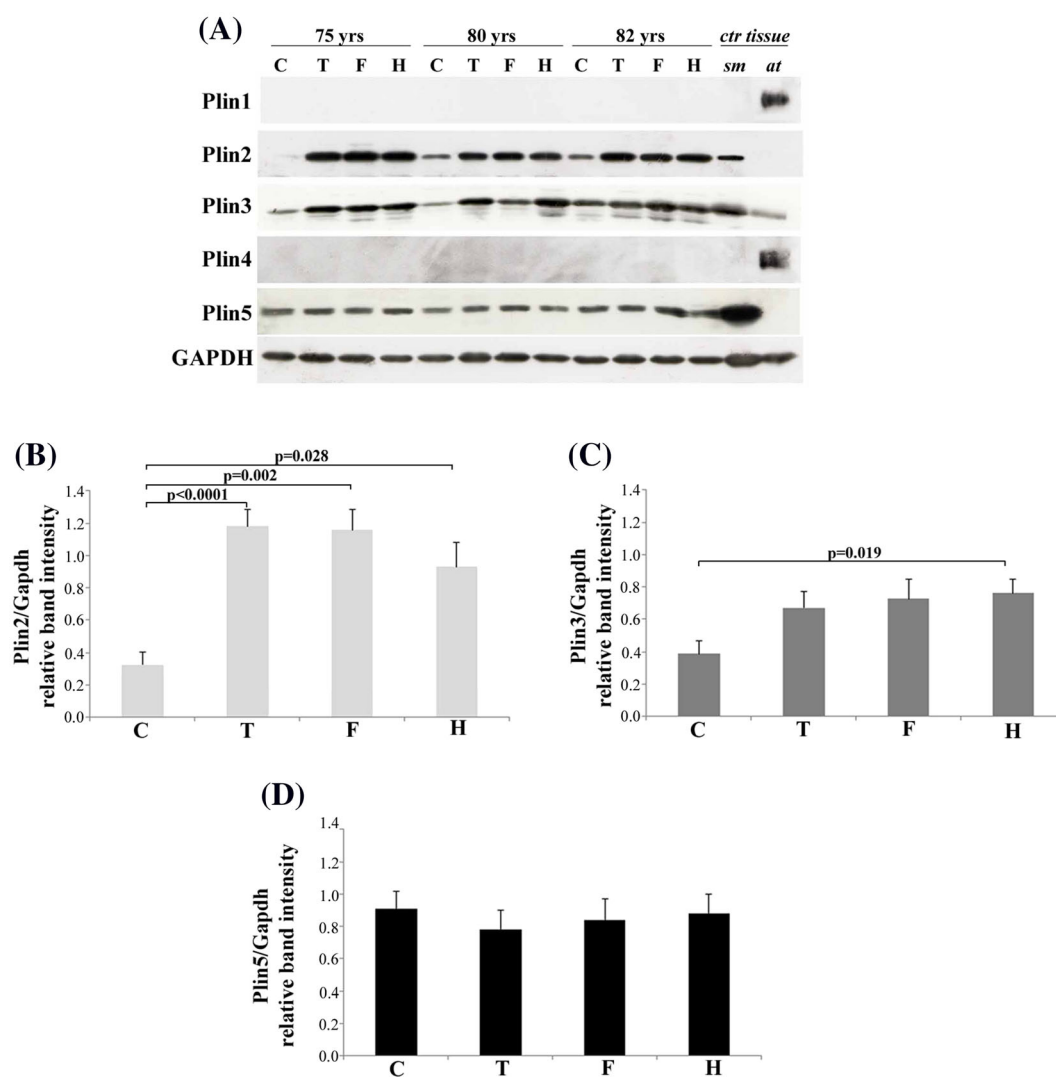 (A)
75 yrs 80 yrs 82 yrs ctr tissue
C T F H C T F H C T F H sm at
Plin1
Plin2
Plin3
Plin4
Plin5
GAPDH
(B)
p=0.028
p=0.002
p<0.0001
Plin2/Gapdh
relative band intensity
1.4
1.2
1.0
0.8
0.6
0.4
0.2
0.0
C T F H
(C)
p=0.019
Plin3/Gapdh
relative band intensity
1.4
1.2
1.0
0.8
0.6
0.4
0.2
0.0
C T F H
(D)
Plin5/Gapdh
relative band intensity
1.4
1.2
1.0
0.8
0.6
0.4
0.2
0.0
C T F H